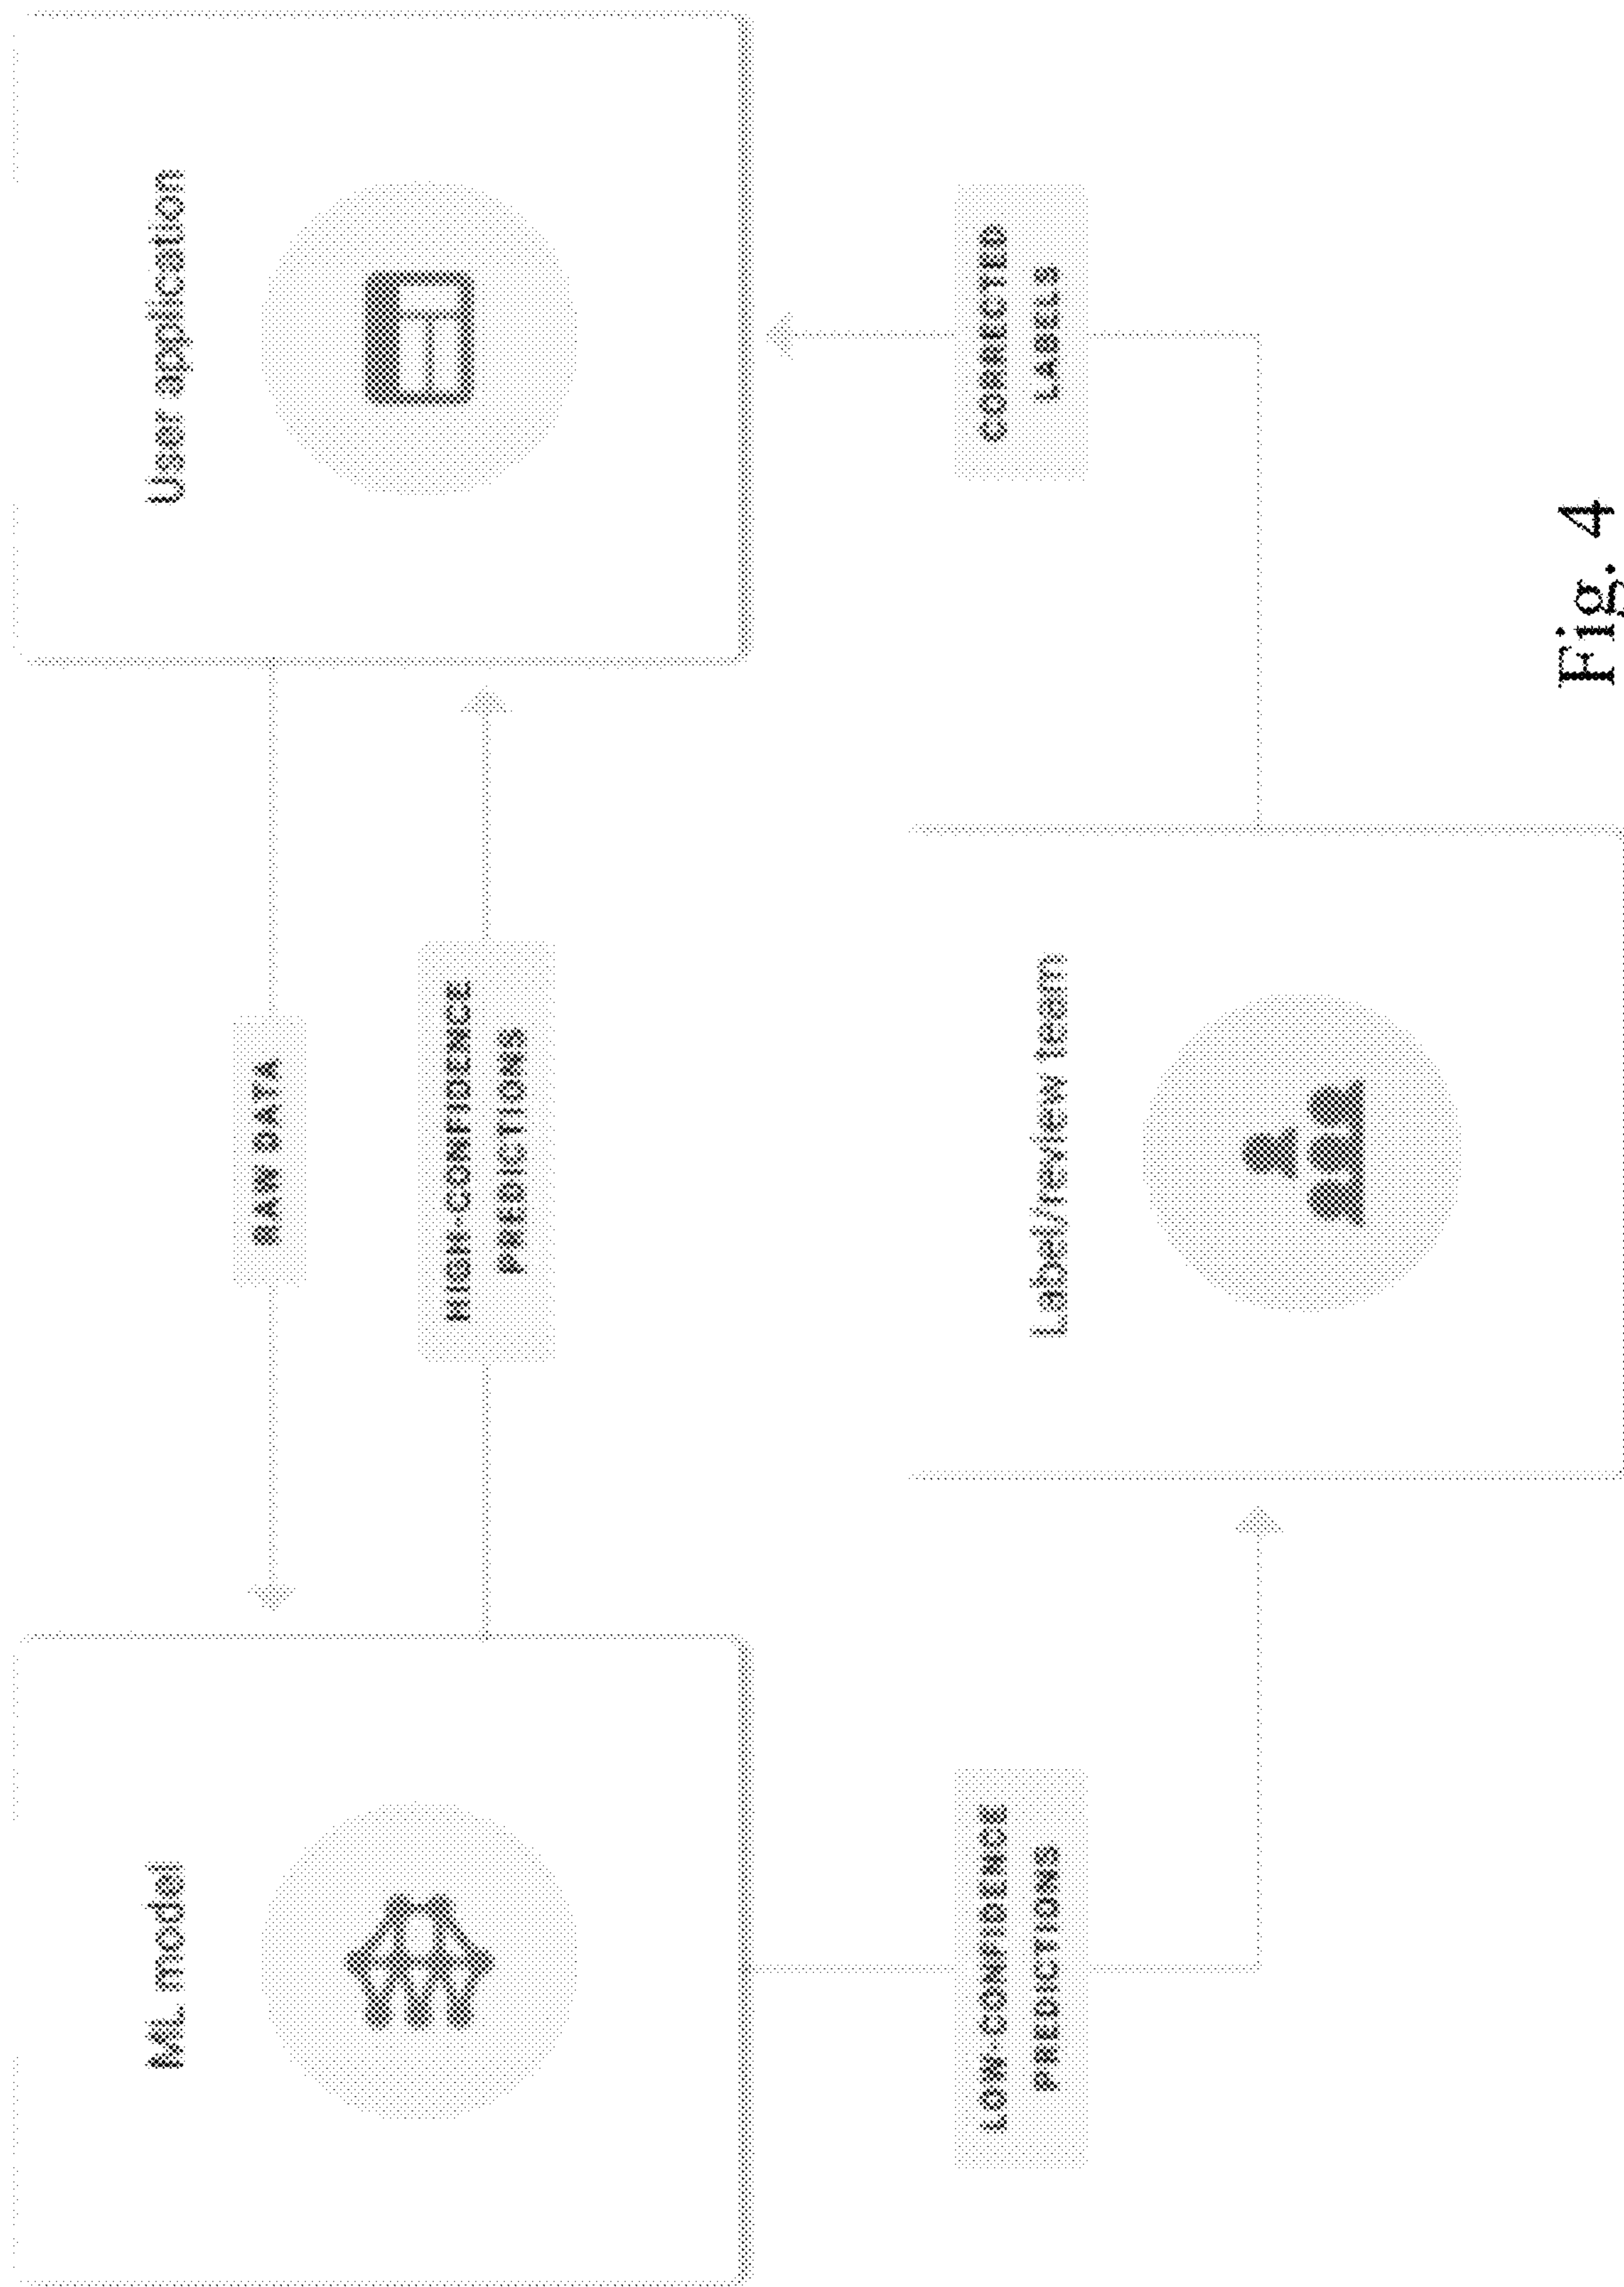 ML model
User application
RAW DATA
HIGH-CONFIDENCE
PREDICTIONS
LOW-CONFIDENCE
PREDICTIONS
Label/review team
CORRECTED
LABELS
Fig. 4